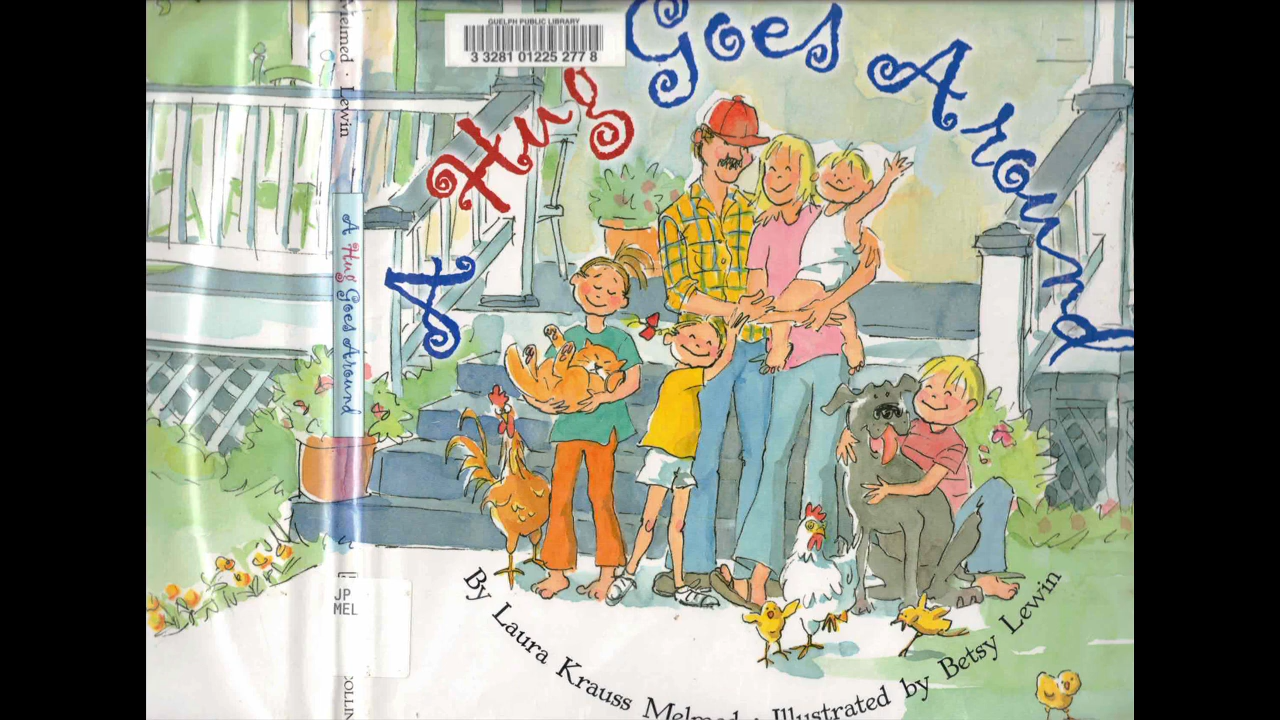 GUELPH PUBLIC LIBRARY
3 3281 01225 277 8
A Hug Goes Around
By Laura Krauss Melmed · Illustrated by Betsy Lewin
Melmed · Lewin
A Hug Goes Around
JP
MEL
COLLIN